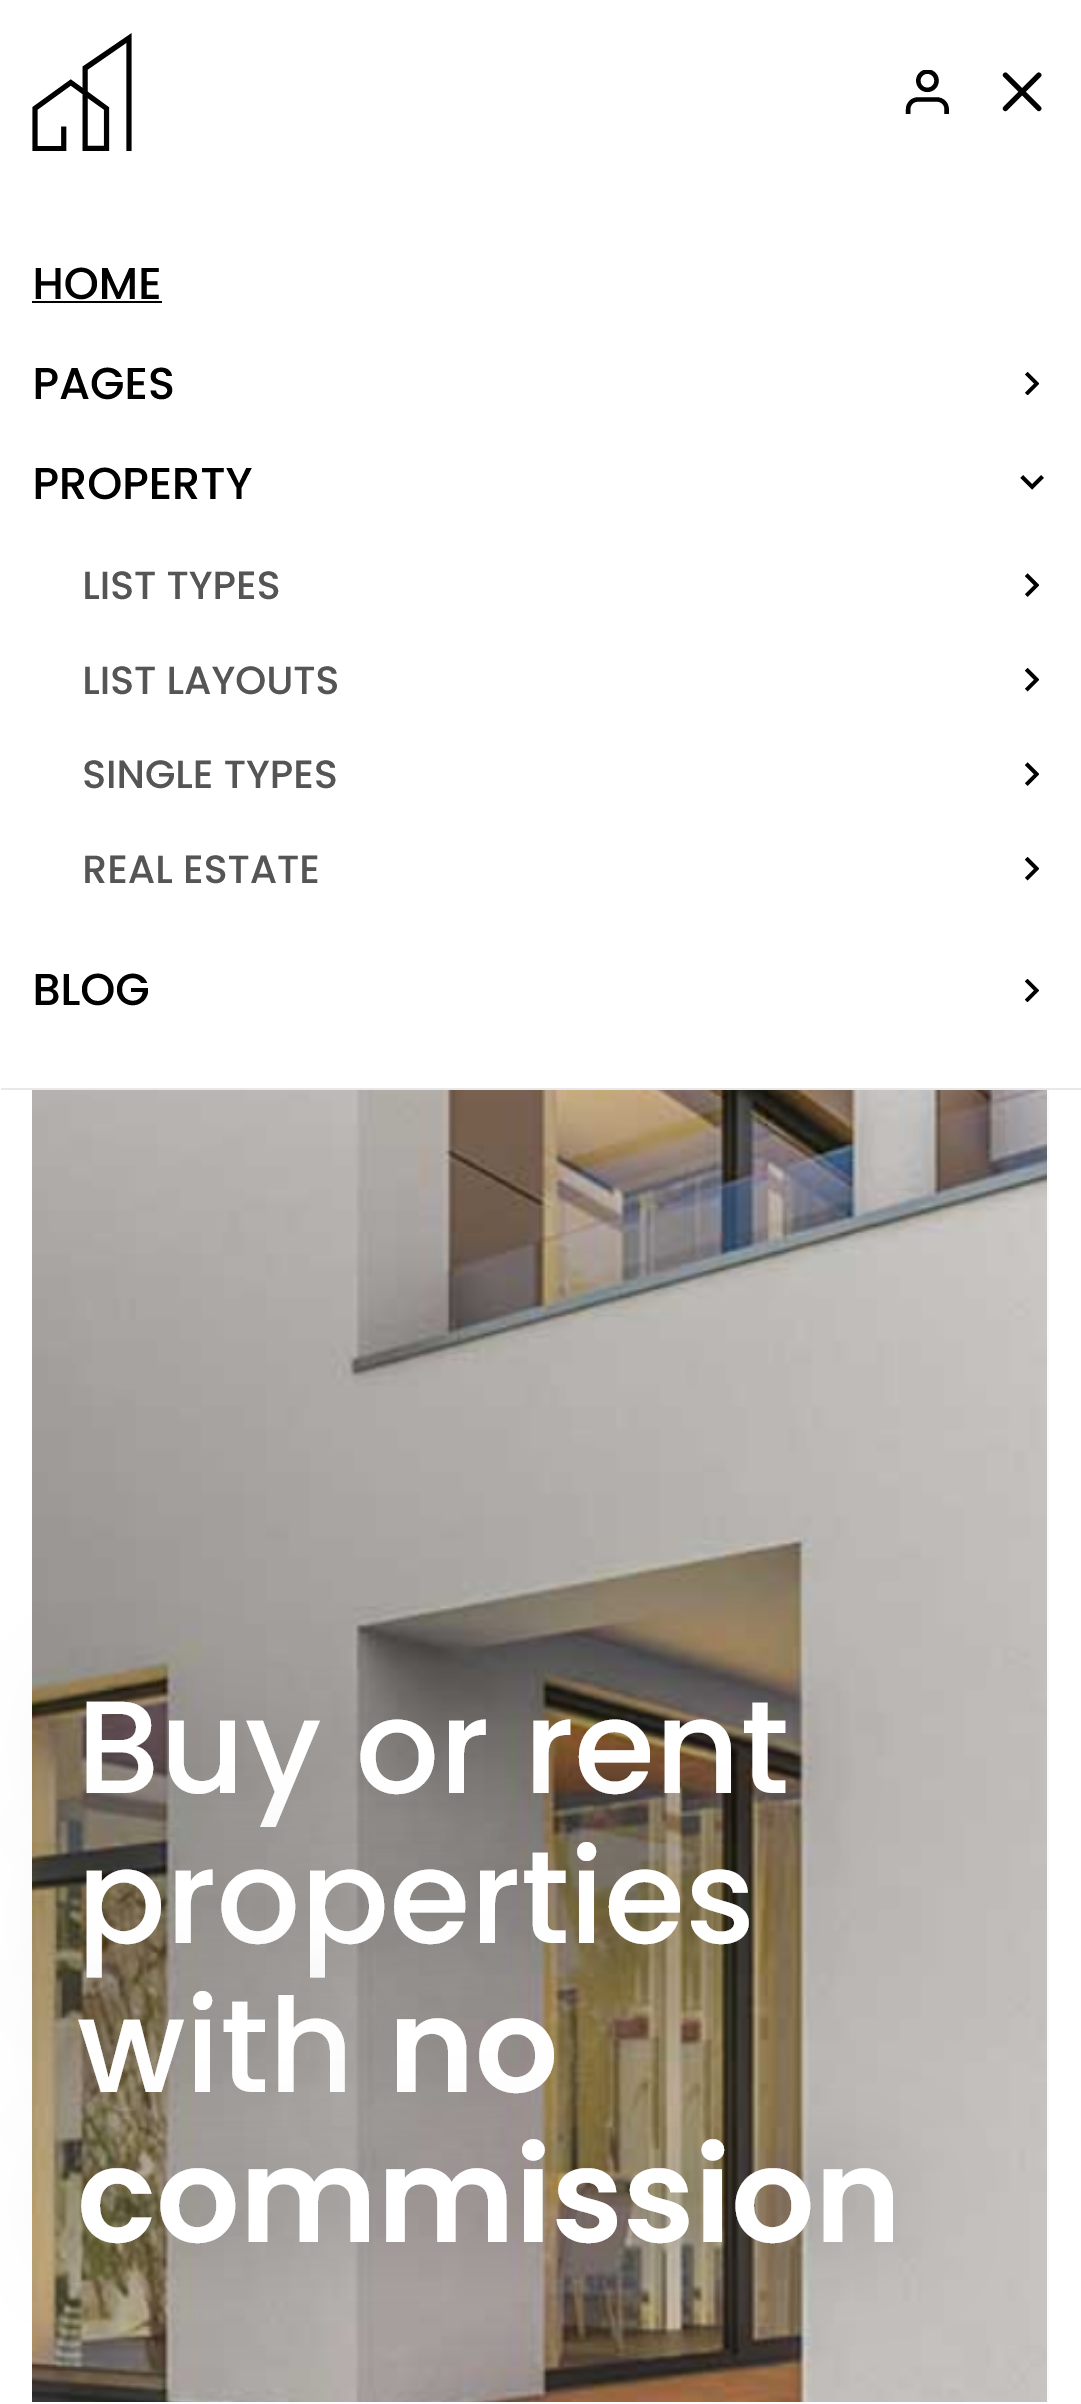 HOME
PAGES
PROPERTY
LIST TYPES
LIST LAYOUTS
SINGLE TYPES
REAL ESTATE
BLOG
Buy or rent
properties
with no
commission